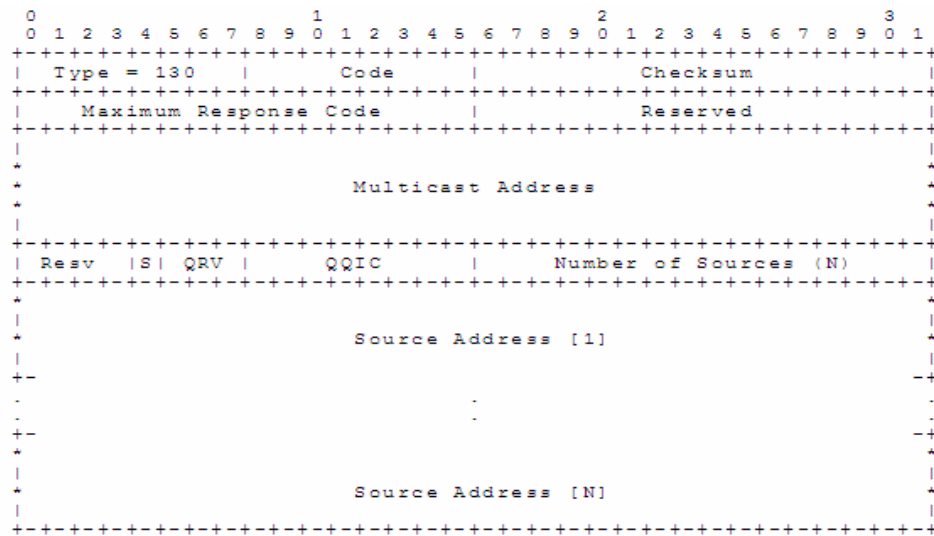 0 1 2 3
0 1 2 3 4 5 6 7 8 9 0 1 2 3 4 5 6 7 8 9 0 1 2 3 4 5 6 7 8 9 0 1
+-+-+-+-+-+-+-+-+-+-+-+-+-+-+-+-+-+-+-+-+-+-+-+-+-+-+-+-+-+-+-+-+
| Type = 130 | Code | Checksum |
+-+-+-+-+-+-+-+-+-+-+-+-+-+-+-+-+-+-+-+-+-+-+-+-+-+-+-+-+-+-+-+-+
| Maximum Response Code | Reserved |
+-+-+-+-+-+-+-+-+-+-+-+-+-+-+-+-+-+-+-+-+-+-+-+-+-+-+-+-+-+-+-+-+
| |
* *
* Multicast Address *
* *
| |
+-+-+-+-+-+-+-+-+-+-+-+-+-+-+-+-+-+-+-+-+-+-+-+-+-+-+-+-+-+-+-+-+
| Resv |S| QRV | QQIC | Number of Sources (N) |
+-+-+-+-+-+-+-+-+-+-+-+-+-+-+-+-+-+-+-+-+-+-+-+-+-+-+-+-+-+-+-+-+
* *
| |
* Source Address [1] *
| |
+- -+
. . .
. . .
+- -+
* *
| |
* Source Address [N] *
| |
+-+-+-+-+-+-+-+-+-+-+-+-+-+-+-+-+-+-+-+-+-+-+-+-+-+-+-+-+-+-+-+-+